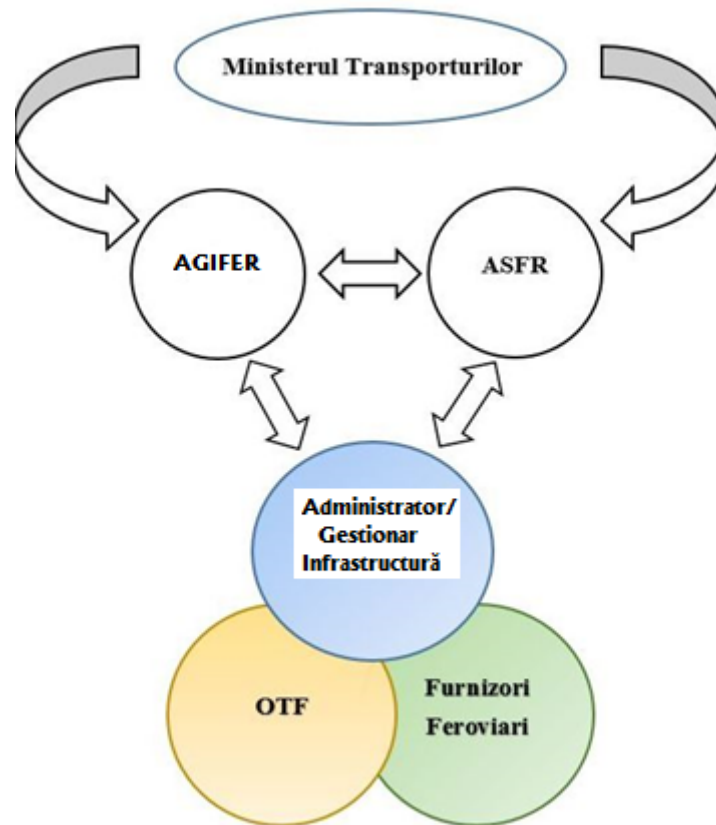 Ministerul Transporturilor
AGIFER
ASFR
Administrator/
Gestionar
Infrastructură
OTF
Furnizori
Feroviari